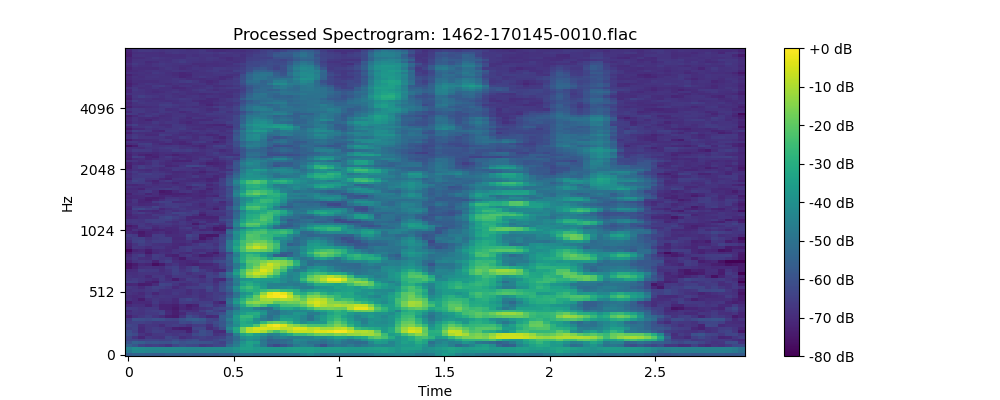 Processed Spectrogram: 1462-170145-0010.flac
Hz
4096
2048
1024
512
0
0
0.5
1
1.5
2
2.5
Time
+0 dB
-10 dB
-20 dB
-30 dB
-40 dB
-50 dB
-60 dB
-70 dB
-80 dB